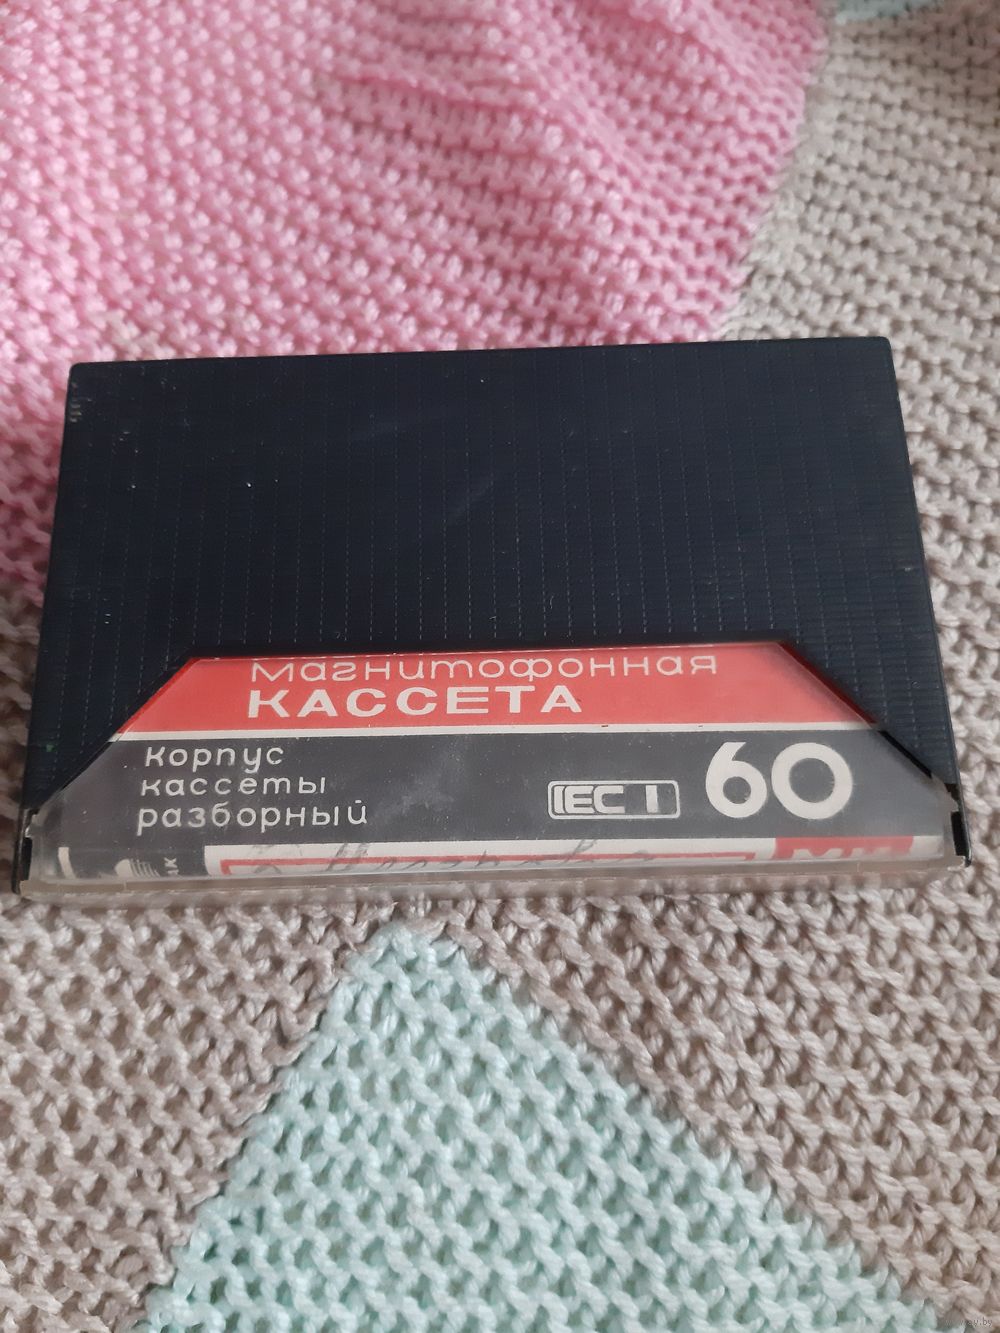 магнитофонная
КАССЕТА
корпус
кассеты
разборный
IEC I
60